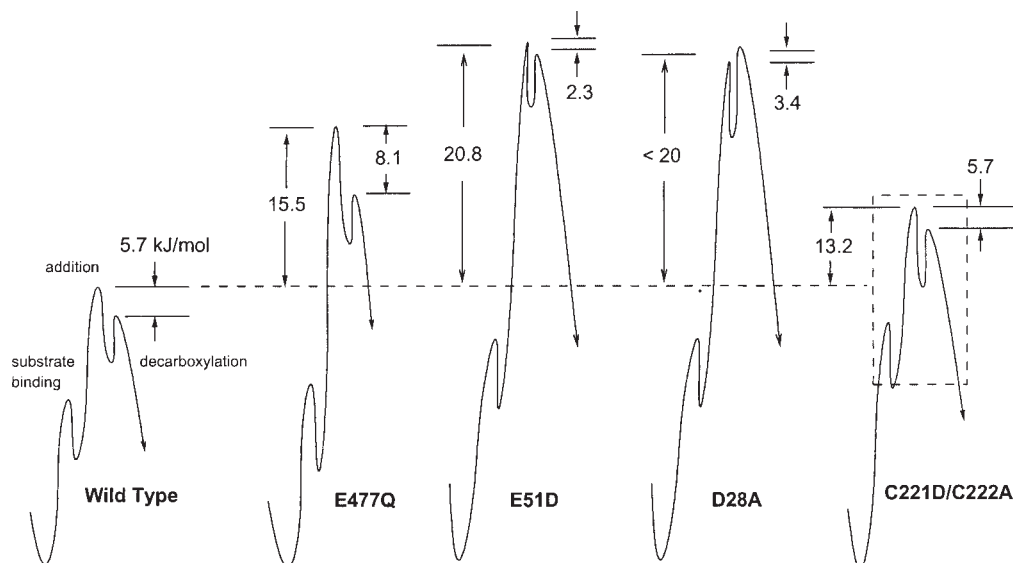 2.3
3.4
20.8
< 20
8.1
15.5
5.7
13.2
5.7 kJ/mol
addition
substrate
binding
decarboxylation
Wild Type
E477Q
E51D
D28A
C221D/C222A